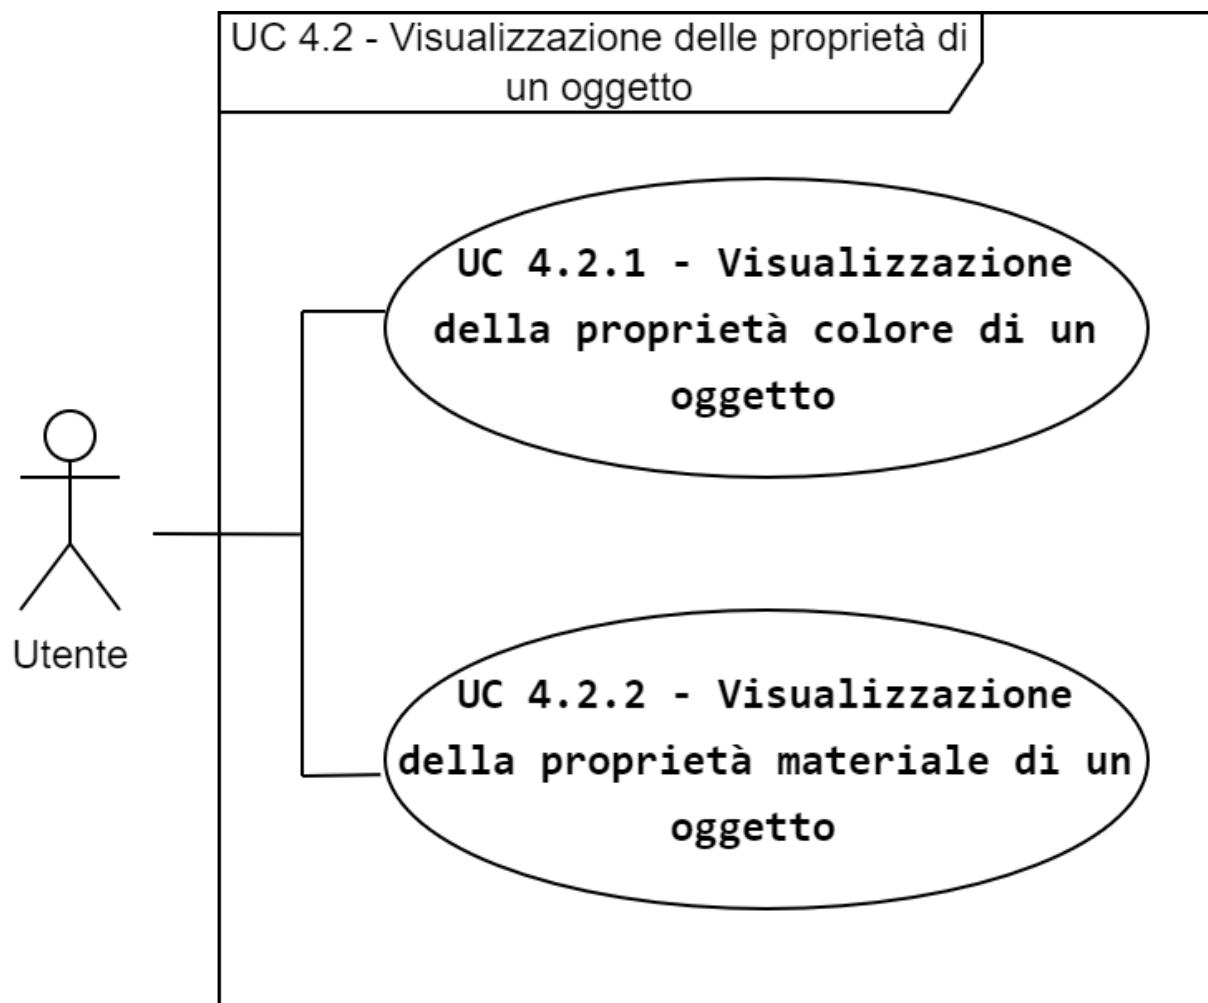 UC 4.2 - Visualizzazione delle proprietà di
un oggetto
UC 4.2.1 - Visualizzazione
della proprietà colore di un
oggetto
Utente
UC 4.2.2 - Visualizzazione
della proprietà materiale di un
oggetto